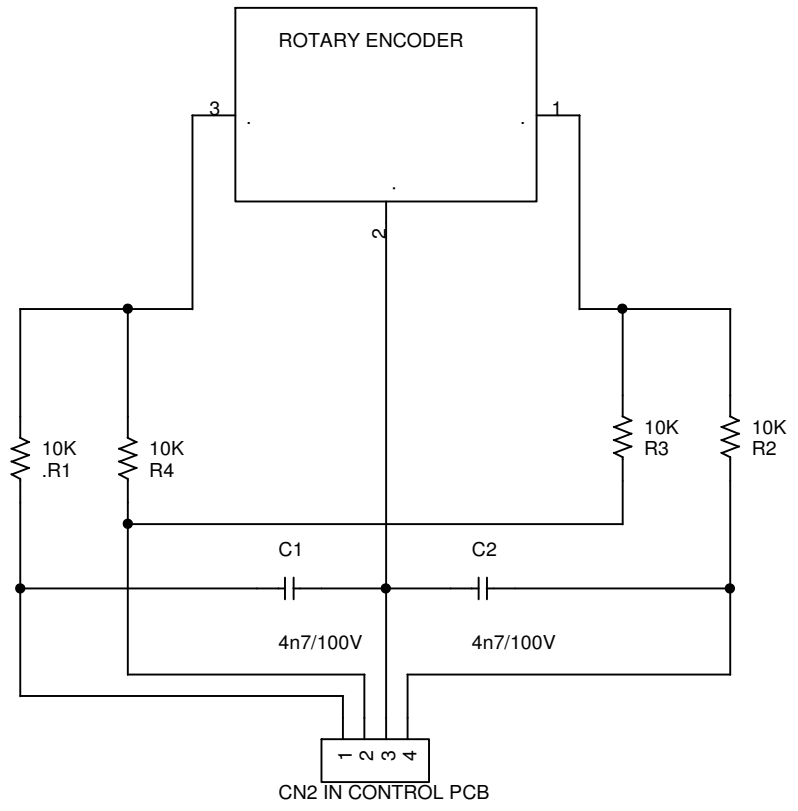 ROTARY ENCODER
3
1
2
10K
.R1
10K
R4
10K
R3
10K
R2
C1
C2
4n7/100V
4n7/100V
1
2
3
4
CN2 IN CONTROL PCB